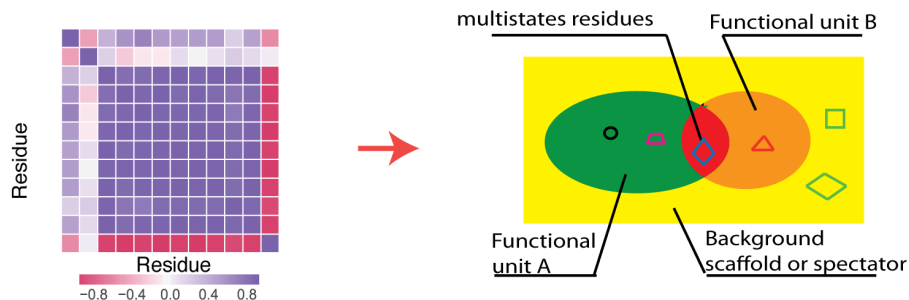 multistates residues
Functional unit B
Residue
Residue
−0.8 −0.4 0.0 0.4 0.8
Functional
unit A
Background
scaffold or spectator